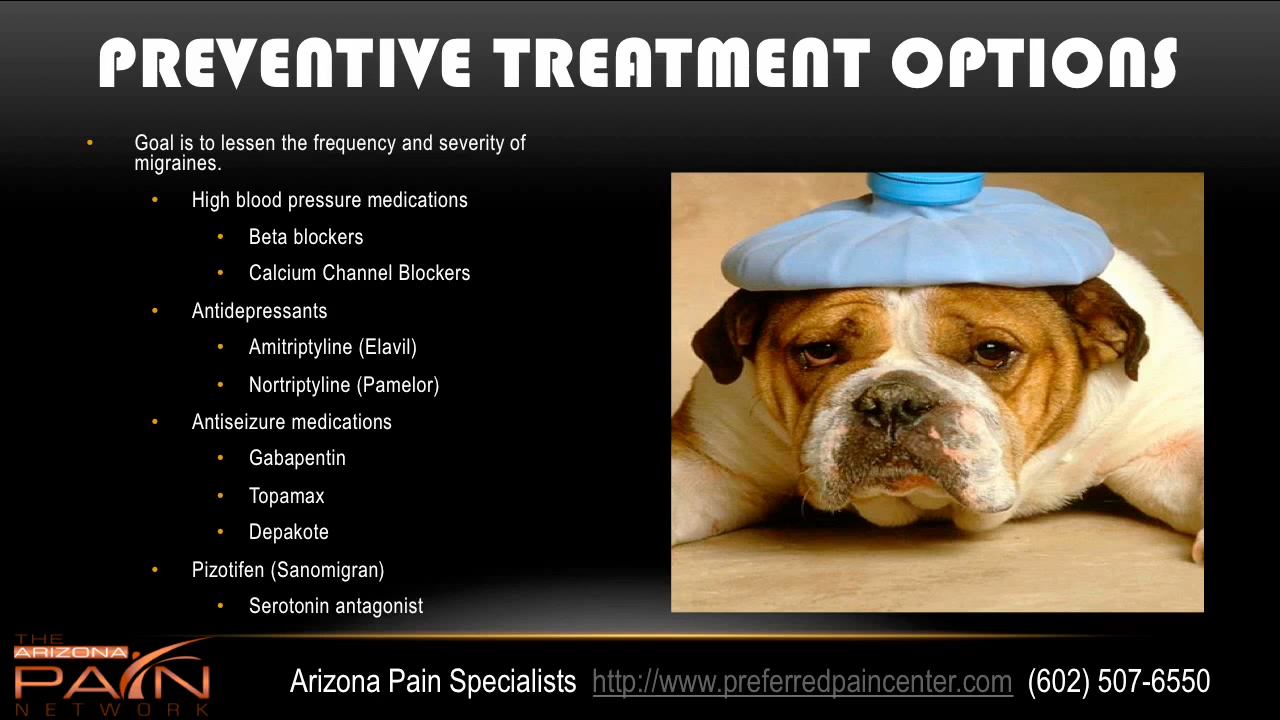 PREVENTIVE TREATMENT OPTIONS
• Goal is to lessen the frequency and severity of
migraines.
• High blood pressure medications
• Beta blockers
• Calcium Channel Blockers
• Antidepressants
• Amitriptyline (Elavil)
• Nortriptyline (Pamelor)
• Antiseizure medications
• Gabapentin
• Topamax
• Depakote
• Pizotifen (Sanomigran)
• Serotonin antagonist
THE
ARIZONA
PAIN
NETWORK
Arizona Pain Specialists http://www.preferredpaincenter.com (602) 507-6550